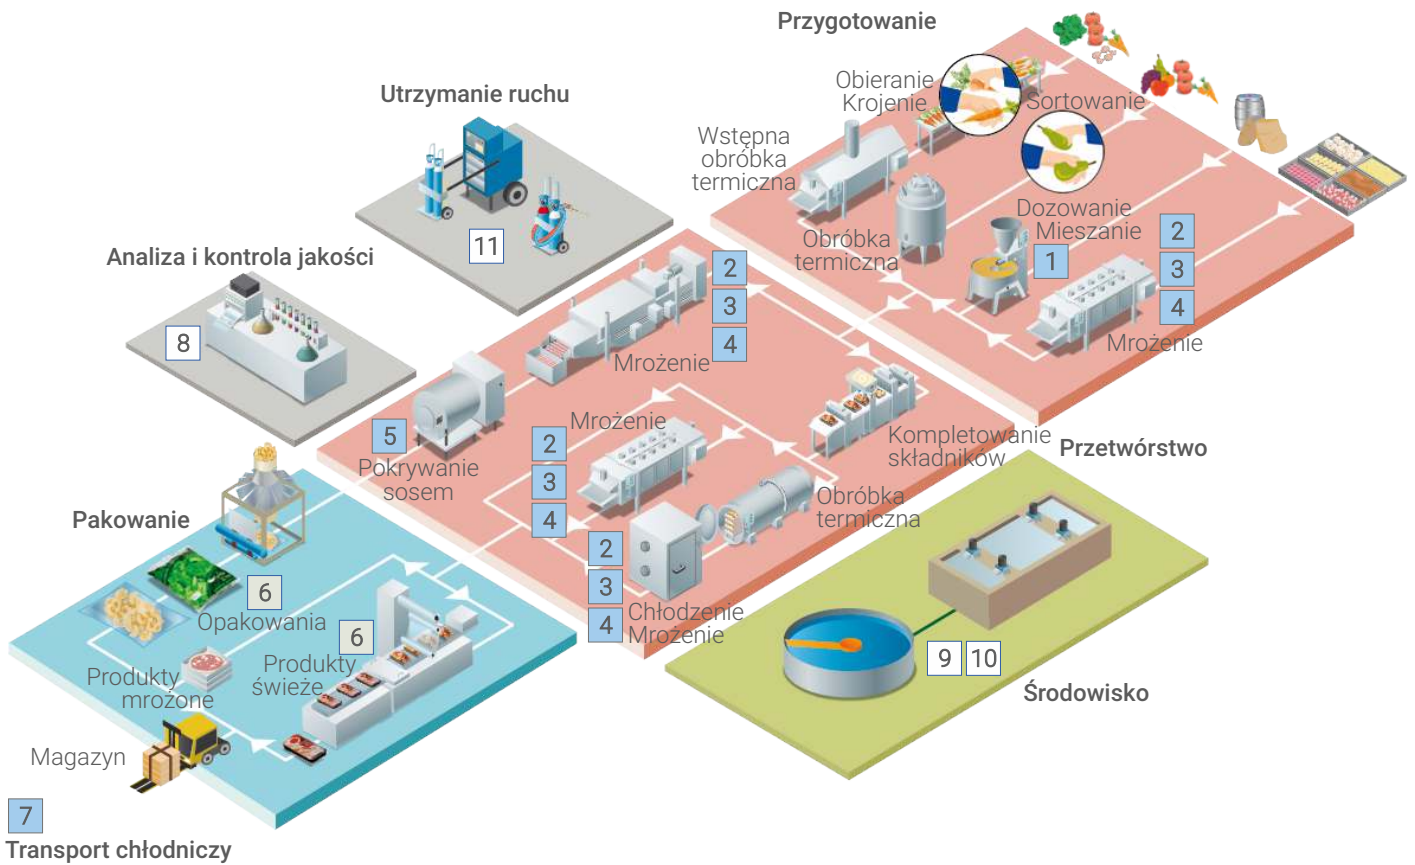 Przygotowanie
Obieranie
Krojenie
Sortowanie
Wstępna
obróbka
termiczna
Obróbka
termiczna
Dozowanie
Mieszanie
1
2
3
4
Mrożenie
Utrzymanie ruchu
11
Analiza i kontrola jakości
8
2
3
4
Mrożenie
5
Pokrywanie
sosem
Mrożenie
2
3
4
Kompletowanie
składników
Obróbka
termiczna
2
3
4
Chłodzenie
Mrożenie
Przetwórstwo
Pakowanie
6
Opakowania
6
Produkty
świeże
Produkty
mrożone
Magazyn
7
Transport chłodniczy
9
10
Środowisko